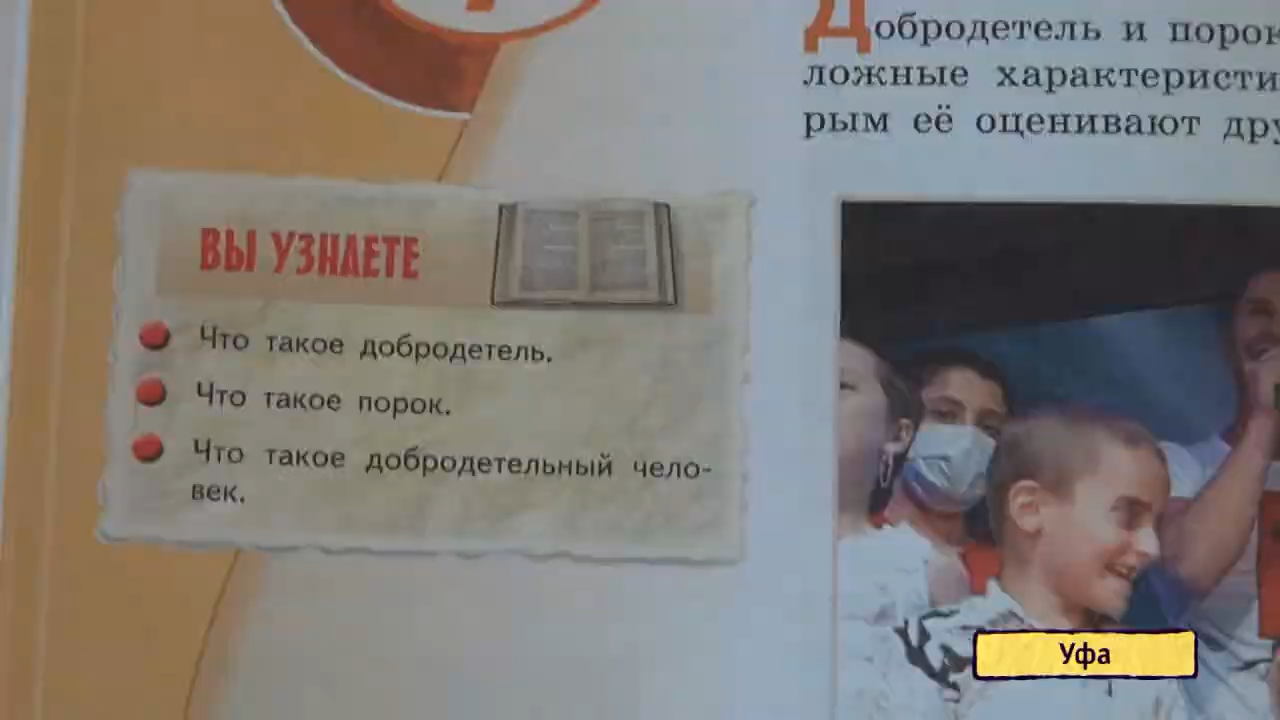 ВЫ УЗНАЕТЕ
Что такое добродетель.
Что такое порок.
Что такое добродетельный чело-
век.
Добродетель и порок
ложные характеристи
рым её оценивают дру
Уфа